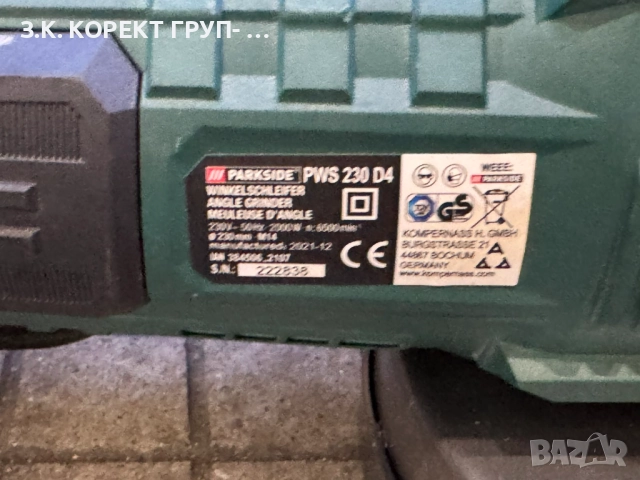 З.К. КОРЕКТ ГРУП- ...
/// PARKSIDE PWS 230 D4
WINKELSCHLEIFER
ANGLE GRINDER
MEULEUSE D'ANGLE
230V~ 50Hz 2000W n: 6500min⁻¹
ø 230mm · M14
manufactured: 2021-12
IAN 384506_2107
S.N.: 222838
CE
WEEE:
/// PARKSIDE
GS
KOMPERNASS H. GMBH
BURGSTRASSE 21
44867 BOCHUM
GERMANY
www.kompernass.com
BAZAR